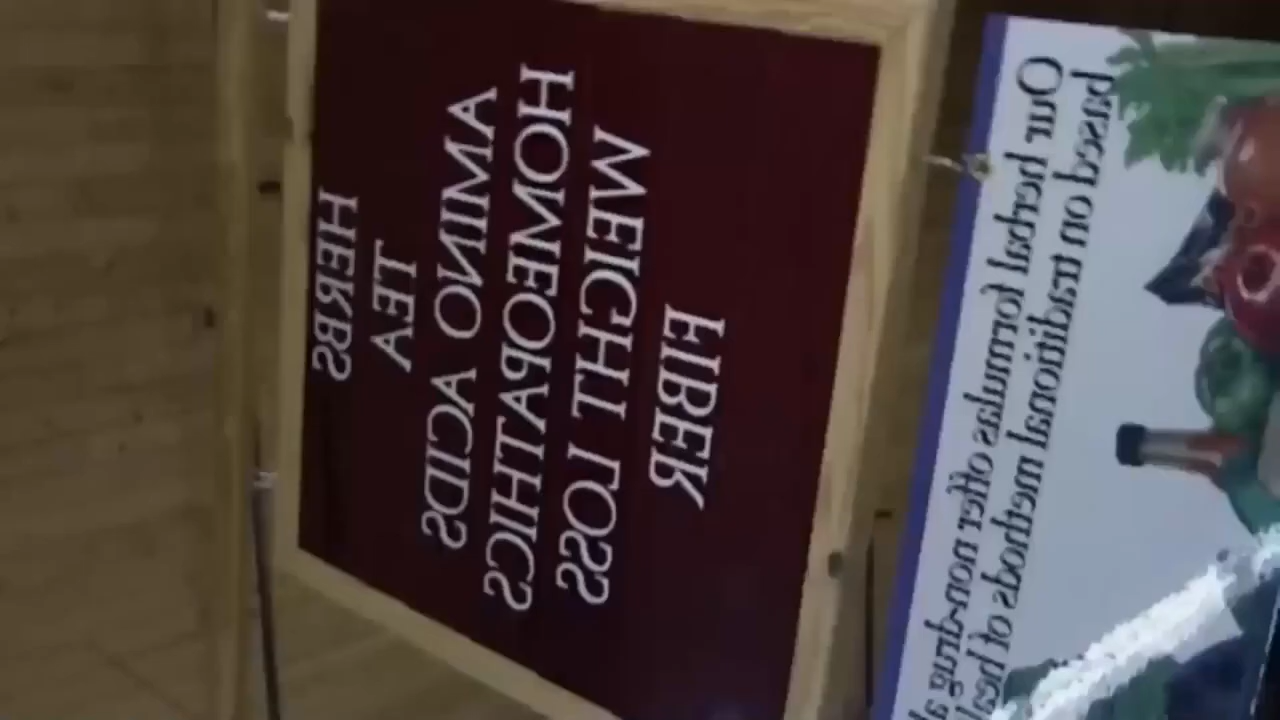 HERBS
TEA
AMINO ACIDS
HOMEOPATHICS
WEIGHT LOSS
FIBER
Our herbal formulas offer non-drug
based on traditional methods of